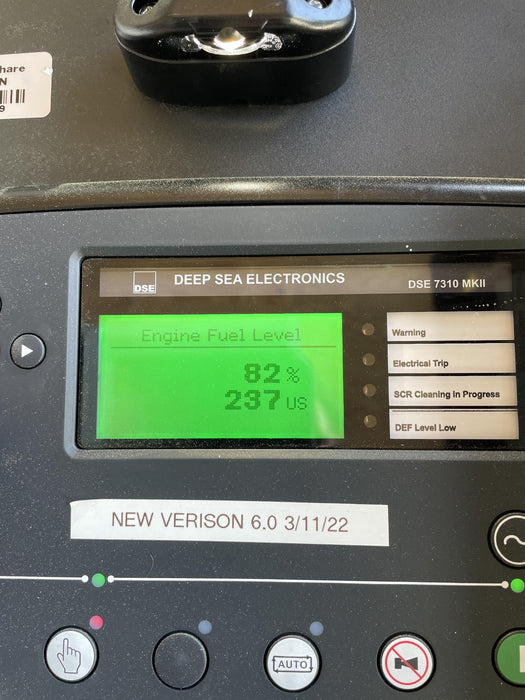 hare
N
9
DSE
DEEP SEA ELECTRONICS
DSE 7310 MKII
Engine Fuel Level
82 %
237 US
Warning
Electrical Trip
SCR Cleaning In Progress
DEF Level Low
NEW VERISON 6.0 3/11/22
AUTO